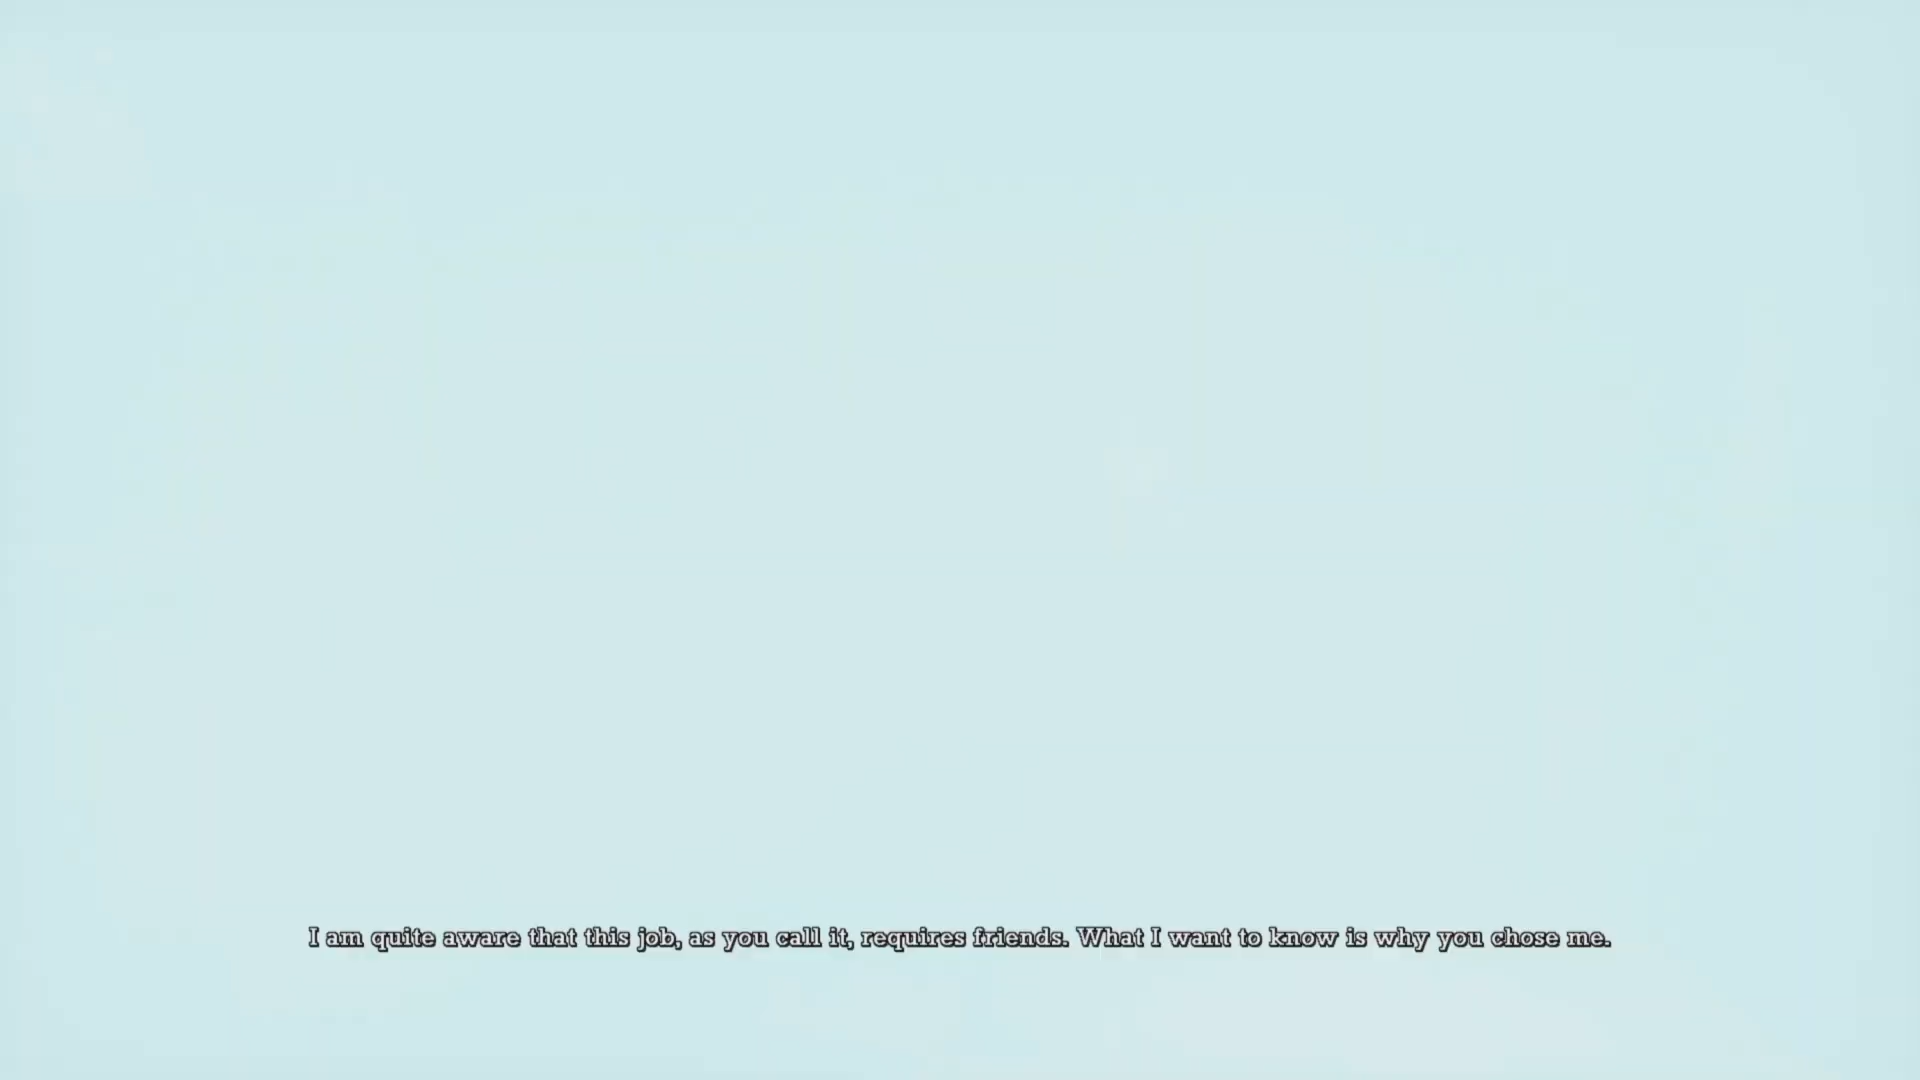 I am quite aware that this job, as you call it, requires friends. What I want to know is why you chose me.